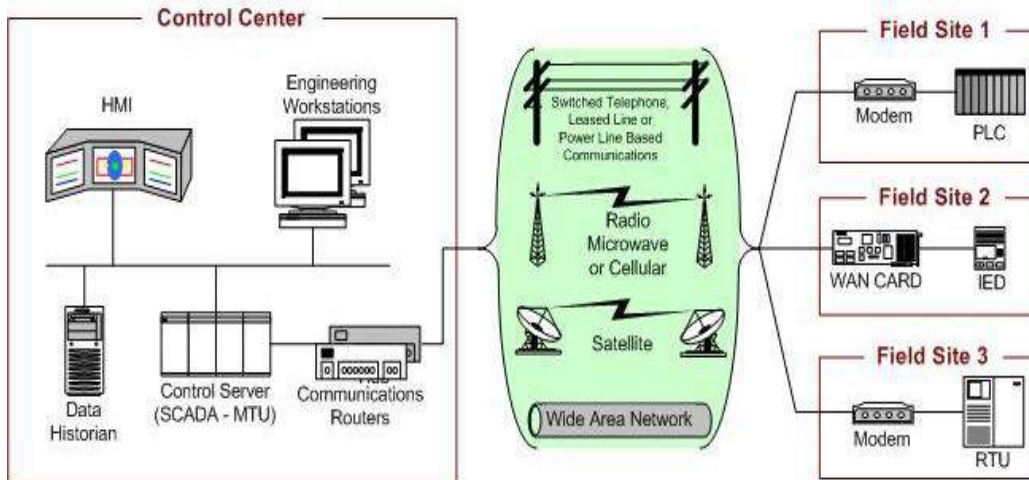 Control Center
HMI
Engineering
Workstations
Data
Historian
Control Server
(SCADA - MTU)
Communications
Routers
Switched Telephone,
Leased Line or
Power Line Based
Communications
Radio
Microwave
or Cellular
Satellite
Wide Area Network
Field Site 1
Modem
PLC
Field Site 2
WAN CARD
IED
Field Site 3
Modem
RTU